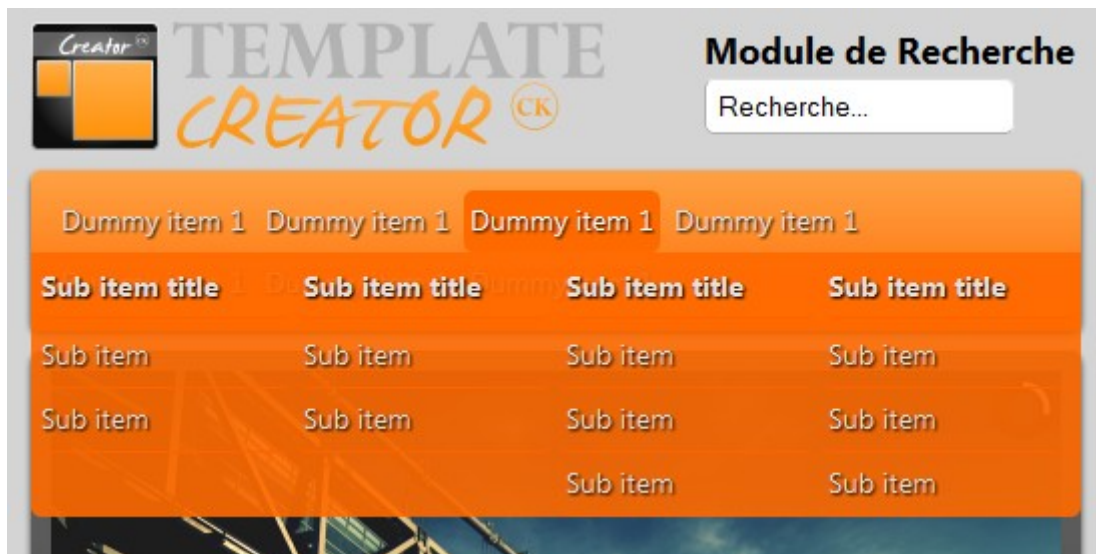 Creator CK
TEMPLATE
CREATOR CK
Module de Recherche
Recherche...
Dummy item 1 Dummy item 1 Dummy item 1 Dummy item 1
Sub item title Sub item title Sub item title Sub item title
Sub item Sub item Sub item Sub item
Sub item Sub item Sub item Sub item
Sub item Sub item